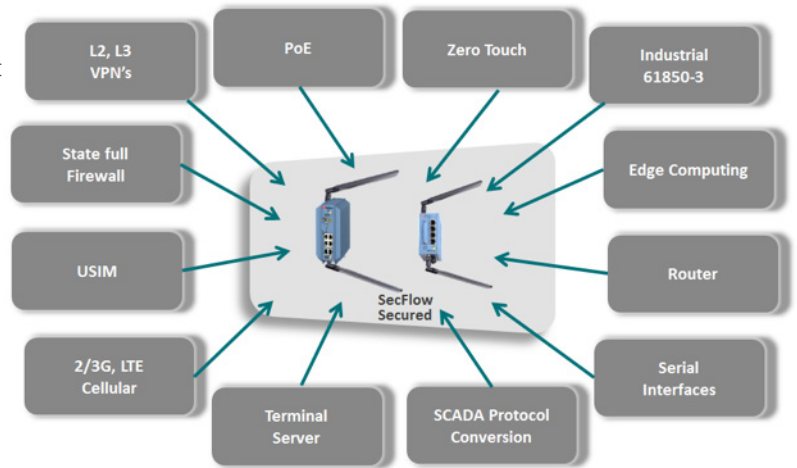 L2, L3
VPN's
PoE
Zero Touch
Industrial
61850-3
State full
Firewall
Edge Computing
USIM
Router
SecFlow
Secured
2/3G, LTE
Cellular
Terminal
Server
SCADA Protocol
Conversion
Serial
Interfaces